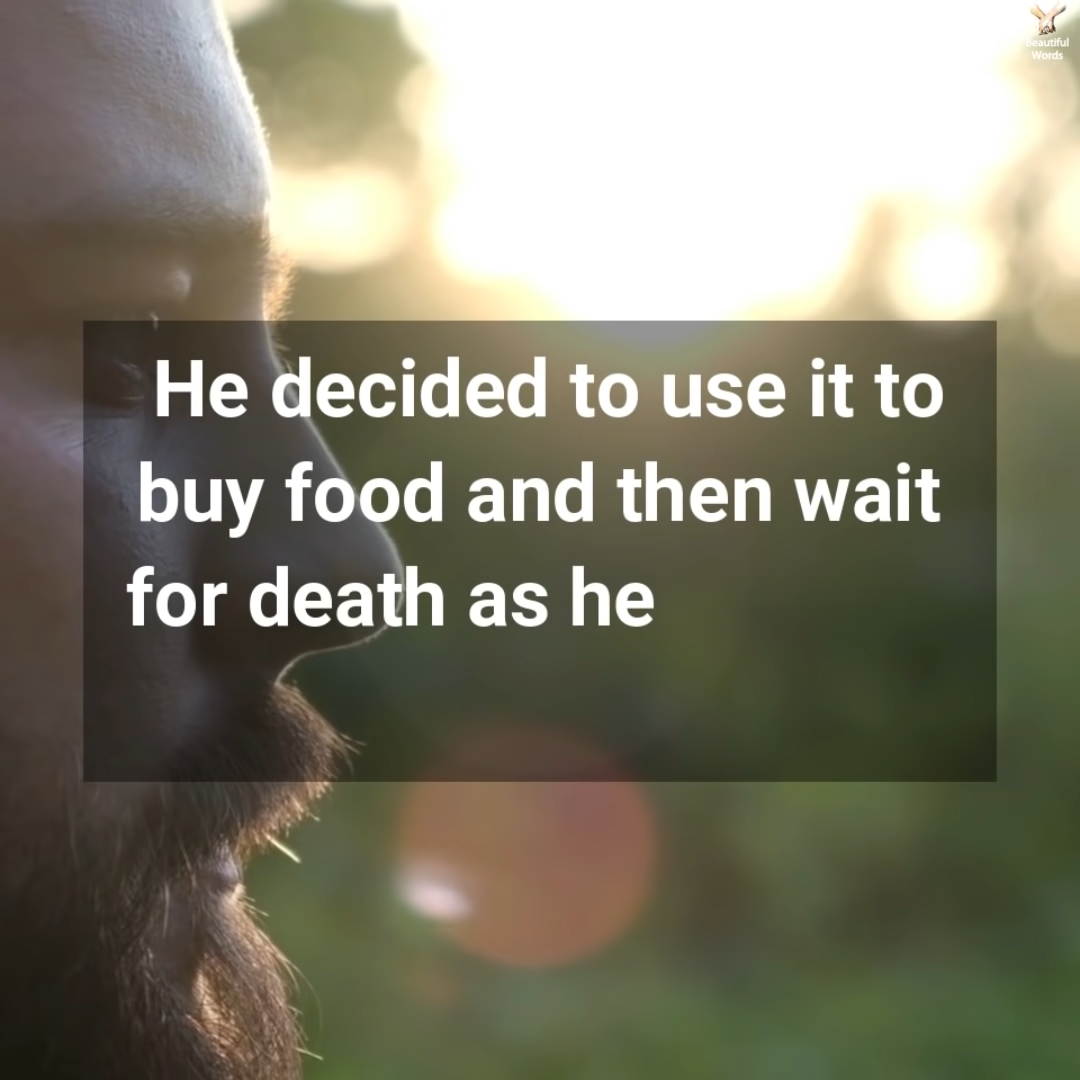 Beautiful
Words
He decided to use it to
buy food and then wait
for death as he